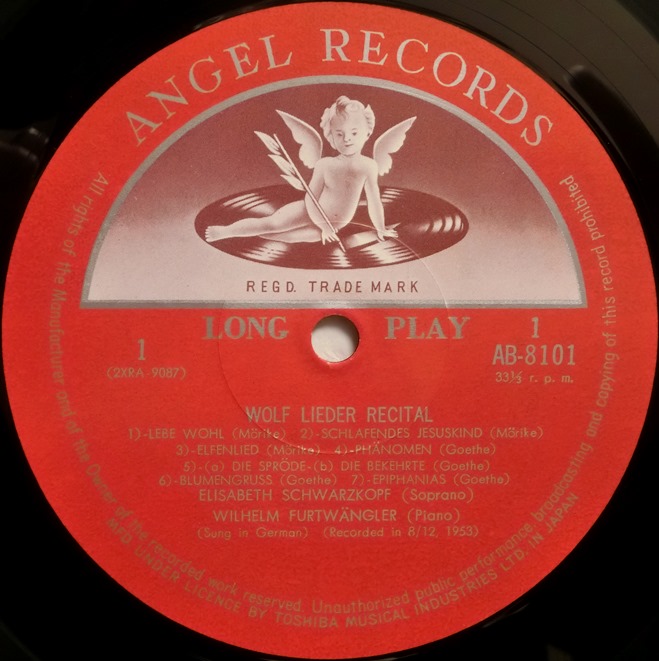 ANGEL RECORDS
REGD. TRADE MARK
LONG PLAY
1
(2XRA-9087)
1
AB-8101
33⅓ r. p. m.
WOLF LIEDER RECITAL
1)-LEBE WOHL (Mörike) 2)-SCHLAFENDES JESUSKIND (Mörike)
3)-ELFENLIED (Mörike) 4)-PHÄNOMEN (Goethe)
5)-(a) DIE SPRÖDE-(b) DIE BEKEHRTE (Goethe)
6)-BLUMENGRUSS (Goethe) 7)-EPIPHANIAS (Goethe)
ELISABETH SCHWARZKOPF (Soprano)
WILHELM FURTWÄNGLER (Piano)
(Sung in German) (Recorded in 8/12, 1953)
All rights of the Manufacturer and of the Owner of the recorded work reserved. Unauthorized public performance, broadcasting and copying of this record prohibited
MFD UNDER LICENCE BY TOSHIBA MUSICAL INDUSTRIES LTD. IN JAPAN